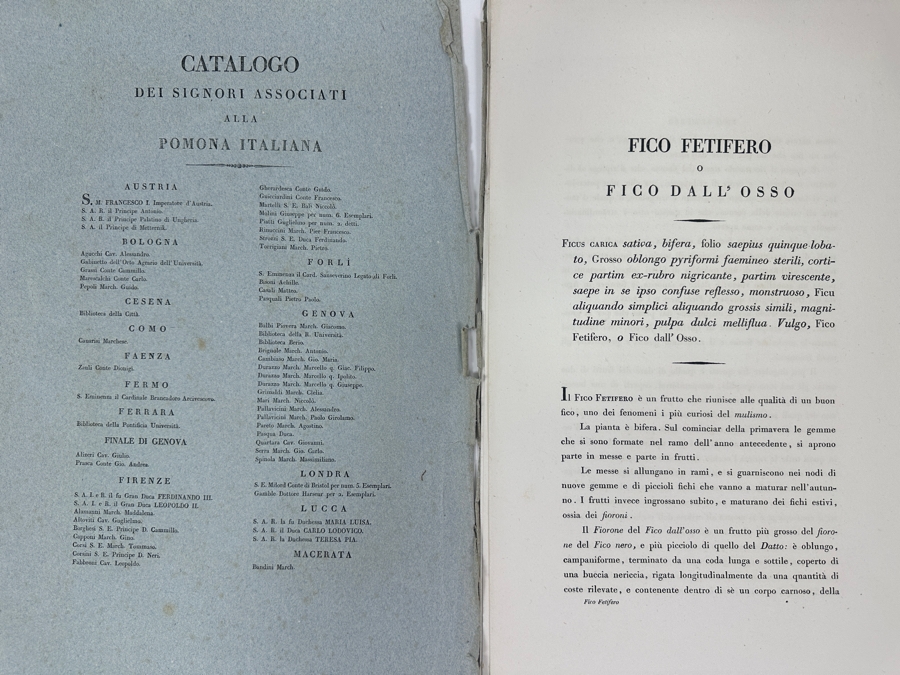 CATALOGO
DEI SIGNORI ASSOCIATI
ALLA
POMONA ITALIANA
AUSTRIA
S. M. FRANCESCO I. Imperatore d'Austria.
S. A. R. il Principe Antonio.
S. A. R. il Principe Palatino di Ungheria.
S. A. il Principe di Metternik.
BOLOGNA
Agucchi Cav. Alessandro.
Gabinetto dell'Orto Agrario dell'Università.
Grassi Conte Cammillo.
Marescalchi Conte Carlo.
Pepoli March. Guido.
CESENA
Biblioteca della Città.
COMO
Canarisi Marchese.
FAENZA
Zauli Conte Dionigi.
FERMO
S. Eminenza il Cardinale Brancadoro Arcivescovo.
FERRARA
Biblioteca della Pontificia Università.
FINALE DI GENOVA
Alizeri Cav. Giulio.
Prasca Conte Gio. Andrea.
FIRENZE
S. A. I. e R. il fu Gran Duca FERDINANDO III.
S. A. I. e R. il Gran Duca LEOPOLDO II.
Alamanni March. Maddalena.
Altoviti Cav. Guglielmo.
Borghesi S. E. Principe D. Cammillo.
Capponi March. Gino.
Corsi S. E. March. Tommaso.
Corsini S. E. Principe D. Neri.
Fabbroni Cav. Leopoldo.
Gherardesca Conte Guido.
Guicciardini Conte Francesco.
Martelli S. E. Balì Niccolò.
Molini Giuseppe per num. 6. Esemplari.
Piatti Guglielmo per num. 2. detti.
Rinuccini March. Pier Francesco.
Strozzi S. E. Duca Ferdinando.
Torrigiani March. Pietro.
FORLÌ
S. Eminenza il Card. Sanseverino Legato di Forlì.
Bisoni Achille.
Casali Matteo.
Pasquali Pietro Paolo.
GENOVA
Balbi Piovera March. Giacomo.
Biblioteca della R. Università.
Biblioteca Berio.
Brignole March. Antonio.
Cambiaso March. Gio. Maria.
Durazzo March. Marcello q. Giac. Filippo.
Durazzo March. Marcello q. Ippolito.
Durazzo March. Marcello q. Giuseppe.
Grimaldi March. Clelia.
Mari March. Niccolò.
Pallavicini March. Alessandro.
Pallavicini March. Paolo Girolamo.
Pareto March. Agostino.
Pasqua Duca.
Quartara Cav. Giovanni.
Serra March. Gio. Carlo.
Spinola March. Massimiliano.
LONDRA
S. E. Milord Conte di Bristol per num. 5. Esemplari.
Gastilde Dottore Harwar per 2. Esemplari.
LUCCA
S. A. R. la fu Duchessa MARIA LUISA.
S. A. R. il Duca CARLO LODOVICO.
S. A. R. la Duchessa TERESA PIA.
MACERATA
Bandini March.
FICO FETIFERO
O
FICO DALL' OSSO
FICUS CARICA sativa, bifera, folio saepius quinque-loba-
to, GROSSO oblongo pyriformi faemineo sterili, corti-
ce partim ex-rubro nigricante, partim virescente,
saepe in se ipso confuse reflesso, monstruoso, FICU
aliquando simplici aliquando grossis simili, magni-
tudine minori, pulpa dulci melliflua. Vulgo, Fico
Fetifero, o Fico dall' Osso.
Il FICO FETIFERO è un frutto che riunisce alle qualità di un buon
fico, uno dei fenomeni i più curiosi del mulismo.
La pianta è bifera. Sul cominciar della primavera le gemme
che si sono formate nel ramo dell'anno antecedente, si aprono
parte in messe e parte in frutti.
Le messe si allungano in rami, e si guarniscono nei nodi di
nuove gemme e di piccioli fichi che vanno a maturar nell'autun-
no. I frutti invece ingrossano subito, e maturano dei fichi estivi,
ossia dei fioroni.
Il Fiorone del Fico dall'osso è un frutto più grosso del fioro-
ne del Fico nero, e più picciolo di quello del Datto: è oblungo,
campaniforme, terminato da una coda lunga e sottile, coperto di
una buccia nericcia, rigata longitudinalmente da una quantità di
coste rilevate, e contenente dentro di sè un corpo carnoso, della
Fico Fetifero